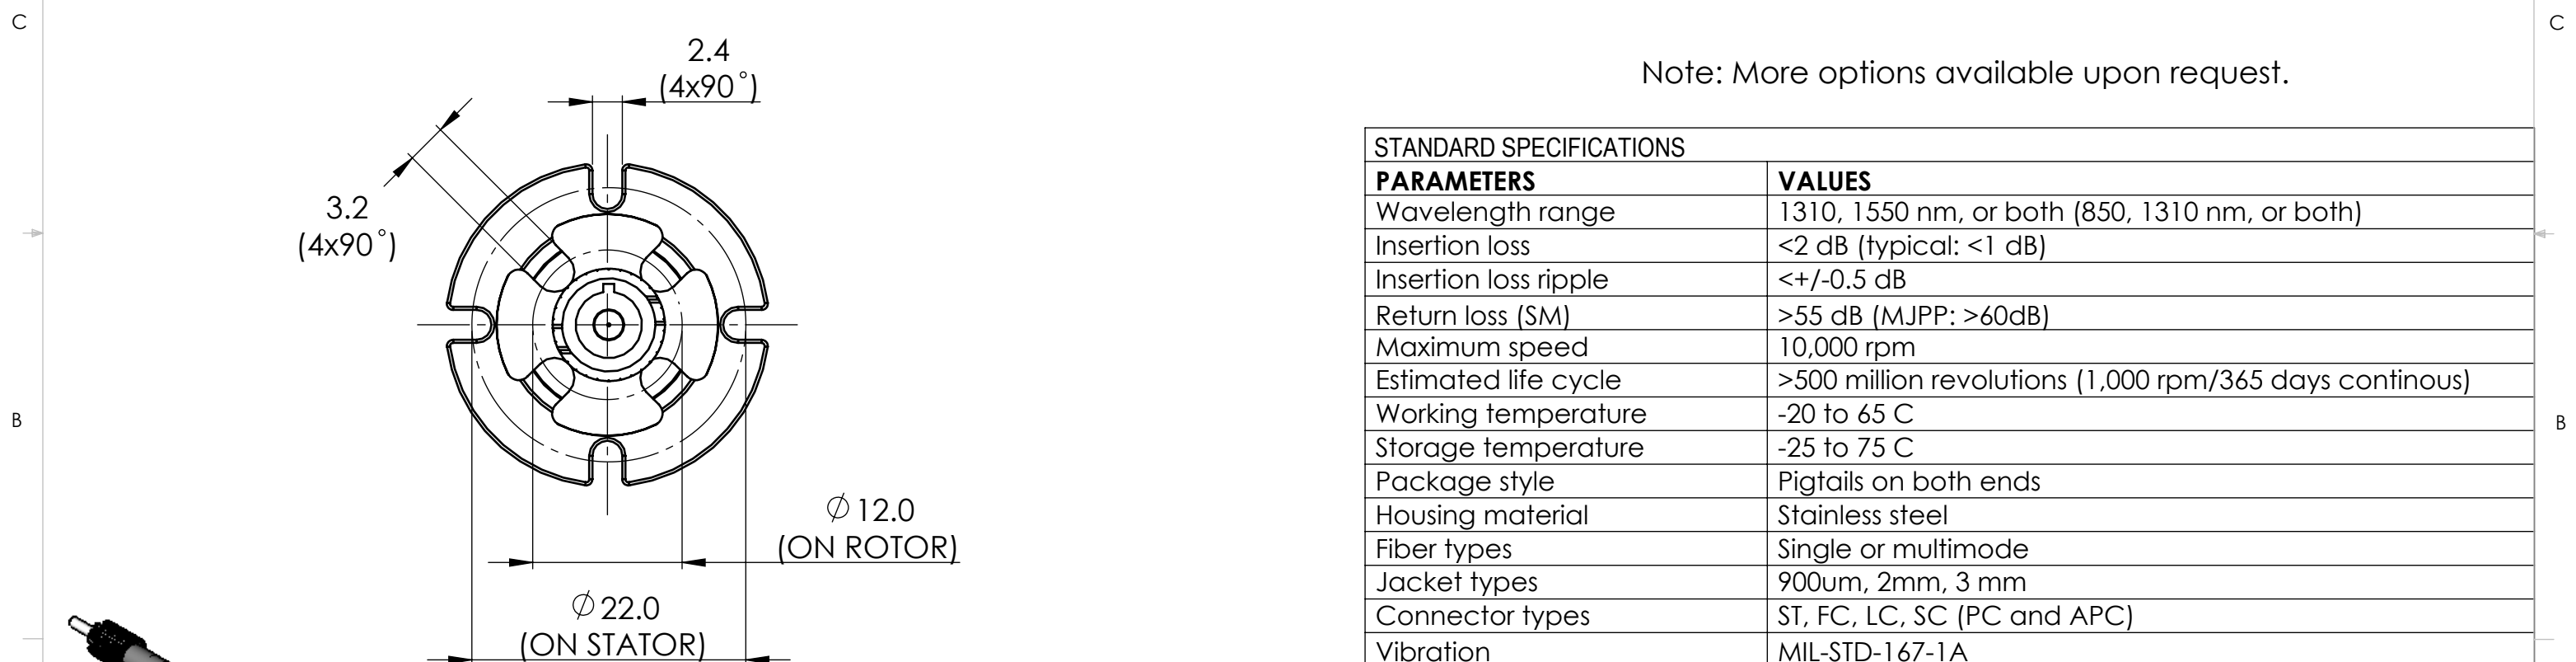 C
C
2.4
(4x90°)
3.2
(4x90°)
Note: More options available upon request.
STANDARD SPECIFICATIONS
PARAMETERS VALUES
Wavelength range 1310, 1550 nm, or both (850, 1310 nm, or both)
Insertion loss <2 dB (typical: <1 dB)
Insertion loss ripple <+/-0.5 dB
Return loss (SM) >55 dB (MJPP: >60dB)
Maximum speed 10,000 rpm
Estimated life cycle >500 million revolutions (1,000 rpm/365 days continous)
Working temperature -20 to 65 C
Storage temperature -25 to 75 C
Package style Pigtails on both ends
Housing material Stainless steel
Fiber types Single or multimode
Jacket types 900um, 2mm, 3 mm
Connector types ST, FC, LC, SC (PC and APC)
Vibration MIL-STD-167-1A
B
B
∅12.0
(ON ROTOR)
∅22.0
(ON STATOR)